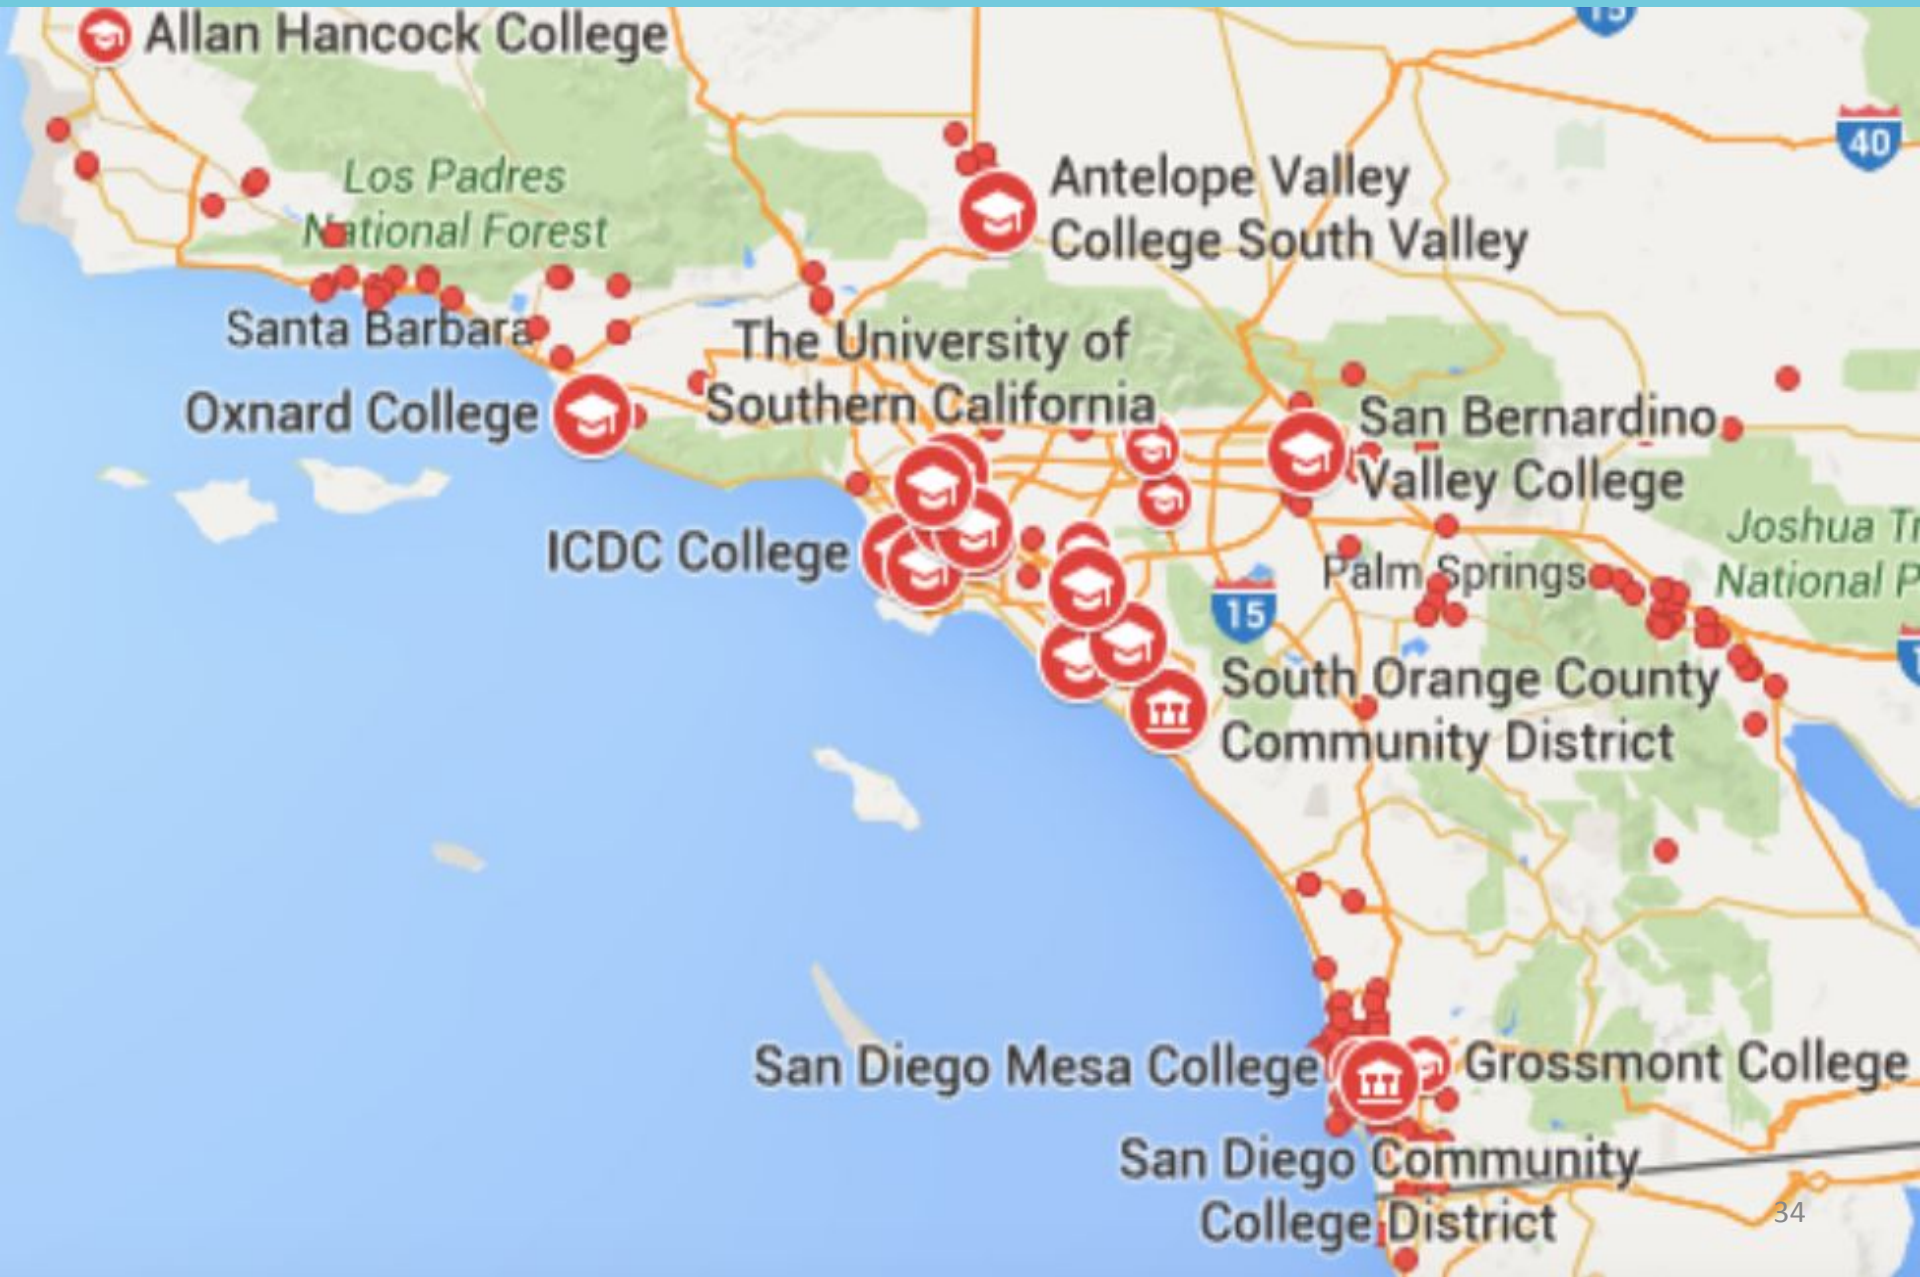 15
Allan Hancock College
40
Los Padres
National Forest
Antelope Valley
College South Valley
Santa Barbara
The University of
Southern California
Oxnard College
San Bernardino
Valley College
Joshua Tr
National P
ICDC College
Palm Springs
15
South Orange County
Community District
San Diego Mesa College
Grossmont College
San Diego Community
College District
34